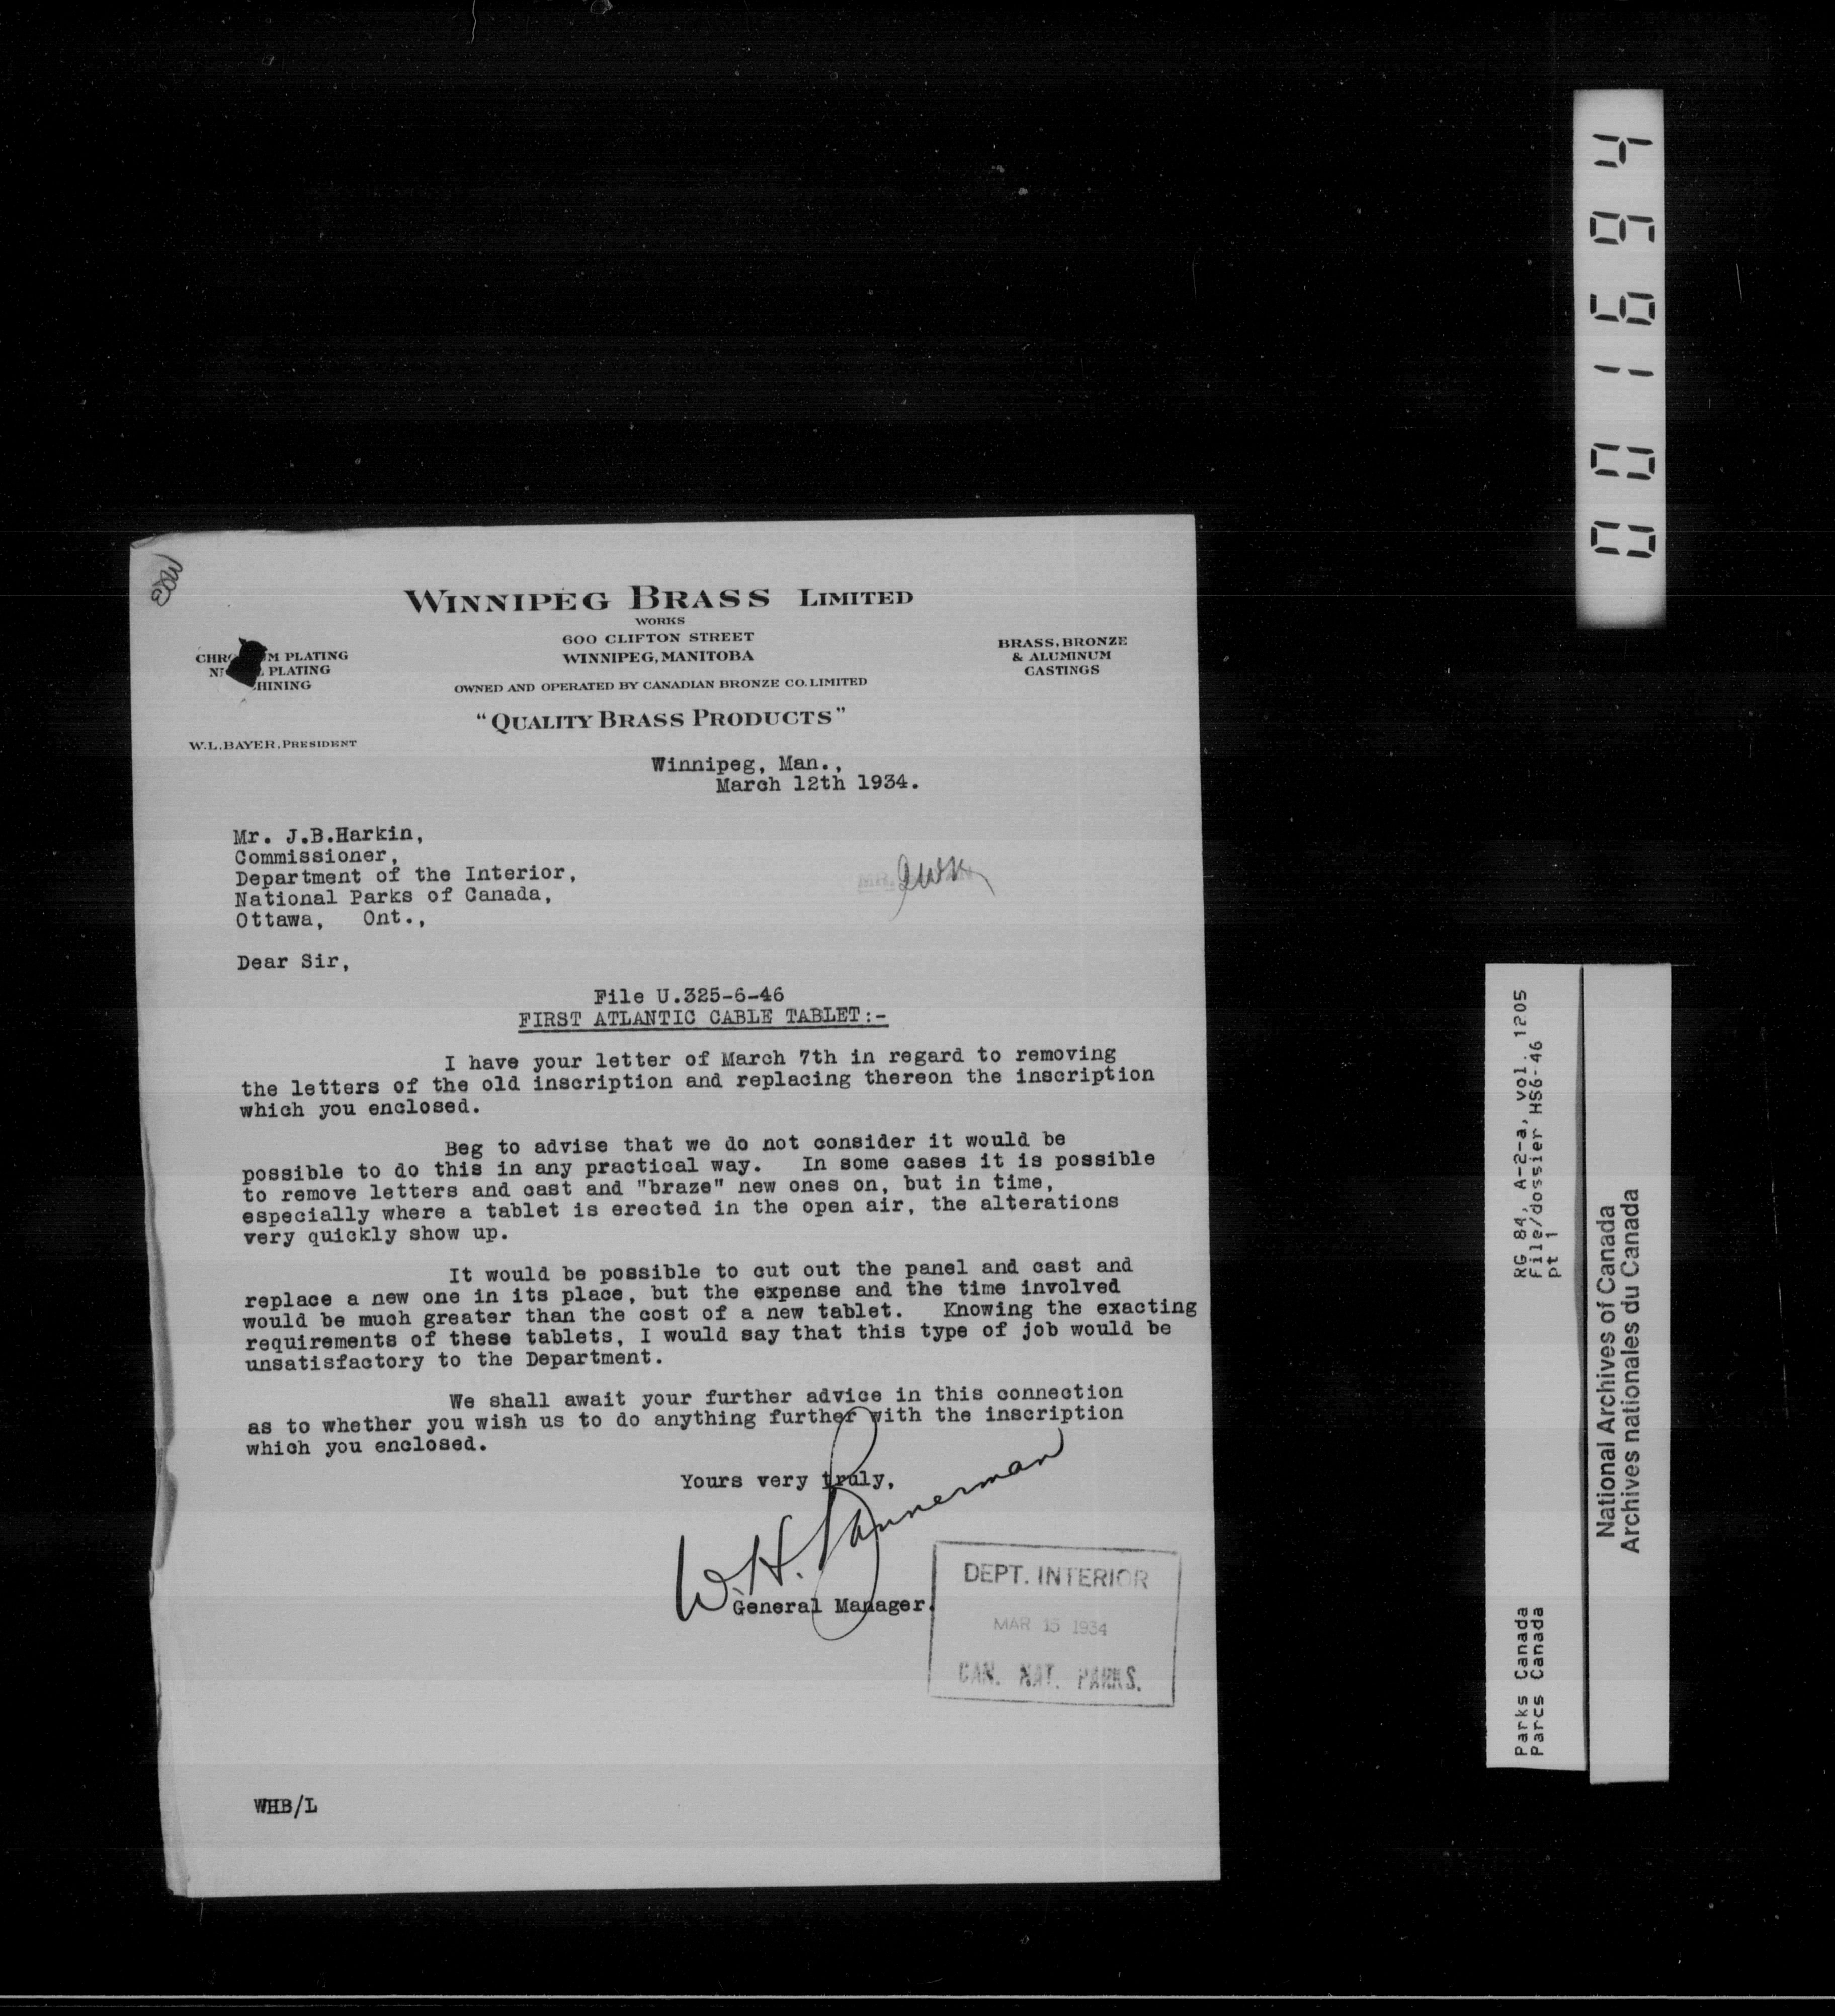 WINNIPEG BRASS LIMITED
WORKS
600 CLIFTON STREET
WINNIPEG, MANITOBA
OWNED AND OPERATED BY CANADIAN BRONZE CO. LIMITED
"QUALITY BRASS PRODUCTS"
PLATING
PLATING
W.L. BAYER, PRESIDENT
BRASS, BRONZE
& ALUMINUM
CASTINGS
Winnipeg, Man.,
March 12th 1934.
Mr. J.B.Harkin,
Commissioner,
Department of the Interior,
National Parks of Canada,
Ottawa, Ont.,
Dear Sir,
File U.325-6-46
FIRST ATLANTIC CABLE TABLET:-
I have your letter of March 7th in regard to removing
the letters of the old inscription and replacing thereon the inscription
which you enclosed.
Beg to advise that we do not consider it would be
possible to do this in any practical way. In some cases it is possible
to remove letters and cast and "braze" new ones on, but in time,
especially where a tablet is erected in the open air, the alterations
very quickly show up.
It would be possible to cut out the panel and cast and
replace a new one in its place, but the expense and the time involved
would be much greater than the cost of a new tablet. Knowing the exacting
requirements of these tablets, I would say that this type of job would be
unsatisfactory to the Department.
We shall await your further advice in this connection
as to whether you wish us to do anything further with the inscription
which you enclosed.
Yours very truly,
W.H. Bannerman
General Manager.
DEPT. INTERIOR
MAR 15 1934
CAN. NAT. PARKS.
WHB/L
001694
RG 84, A-2-a, vol. 1205
File/dossier HS6-46
pt 1
Parks Canada
Parcs Canada
National Archives of Canada
Archives nationales du Canada